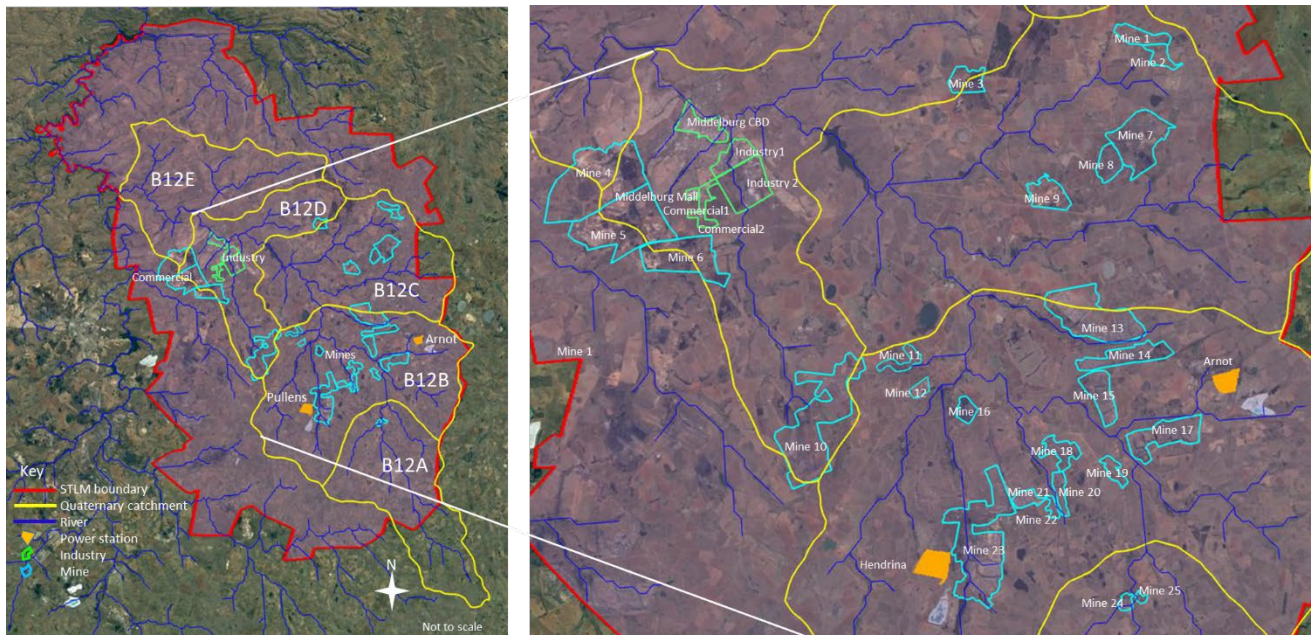 B12E
B12D
Industry
Commercial
B12C
Mines
Arnot
B12B
Pullens
B12A
Key
STLM boundary
Quaternary catchment
River
Power station
Industry
Mine
N
Not to scale
Mine 1
Mine 2
Mine 3
Middelburg CBD
Mine 7
Industry1
Mine 8
Mine 4
Industry 2
Middelburg Mall
Mine 9
Commercial1
Commercial2
Mine 5
Mine 6
Mine 13
Mine 1
Mine 11
Mine 14
Arnot
Mine 12
Mine 15
Mine 16
Mine 17
Mine 10
Mine 18
Mine 19
Mine 21
Mine 20
Mine 22
Mine 23
Hendrina
Mine 25
Mine 24